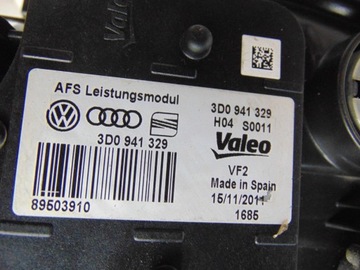 Valeo
AFS Leistungsmodul
3D0 941 329
89503910
3D0 941 329
H04 S0011
Valeo
VF2
Made in Spain
15/11/2011
1685